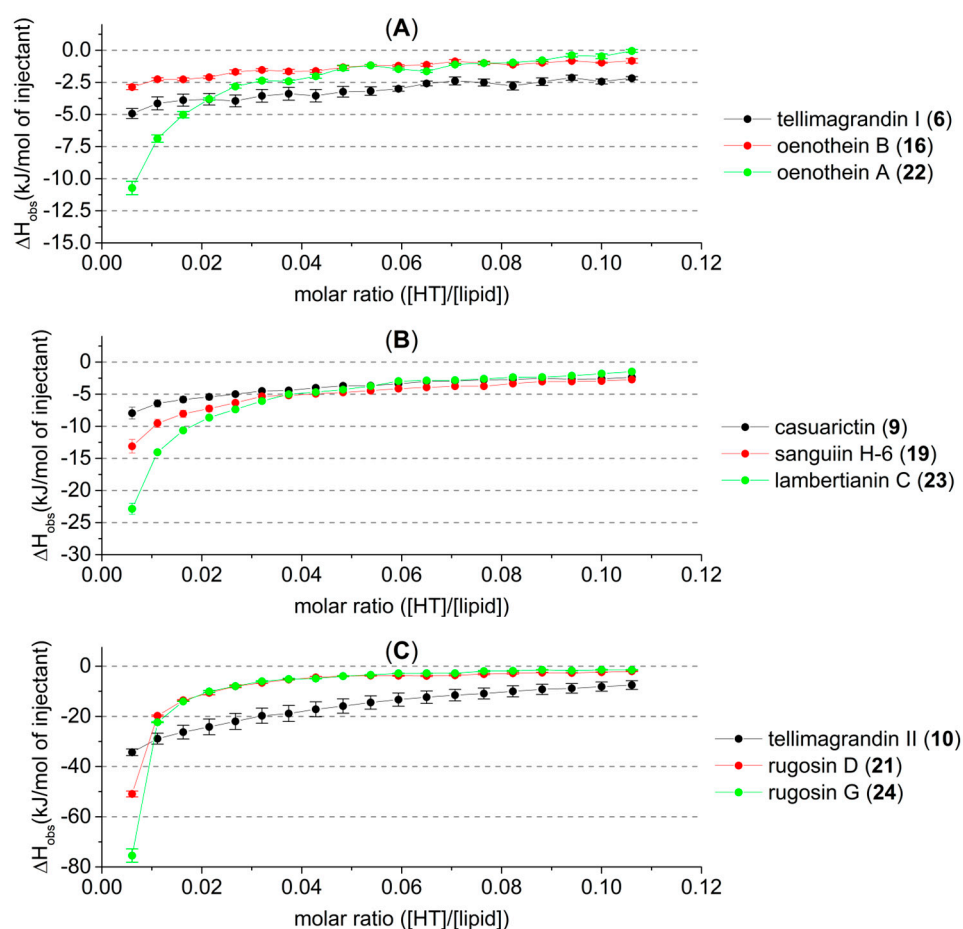 (A)
0.0
-2.5
-5.0
-7.5
-10.0
-12.5
-15.0
ΔH_obs(kJ/mol of injectant)
0.00 0.02 0.04 0.06 0.08 0.10 0.12
molar ratio ([HT]/[lipid])
tellimagrandin I (6)
oenothein B (16)
oenothein A (22)
(B)
0
-5
-10
-15
-20
-25
-30
ΔH_obs(kJ/mol of injectant)
0.00 0.02 0.04 0.06 0.08 0.10 0.12
molar ratio ([HT]/[lipid])
casuarictin (9)
sanguiin H-6 (19)
lambertianin C (23)
(C)
0
-20
-40
-60
-80
ΔH_obs(kJ/mol of injectant)
0.00 0.02 0.04 0.06 0.08 0.10 0.12
molar ratio ([HT]/[lipid])
tellimagrandin II (10)
rugosin D (21)
rugosin G (24)